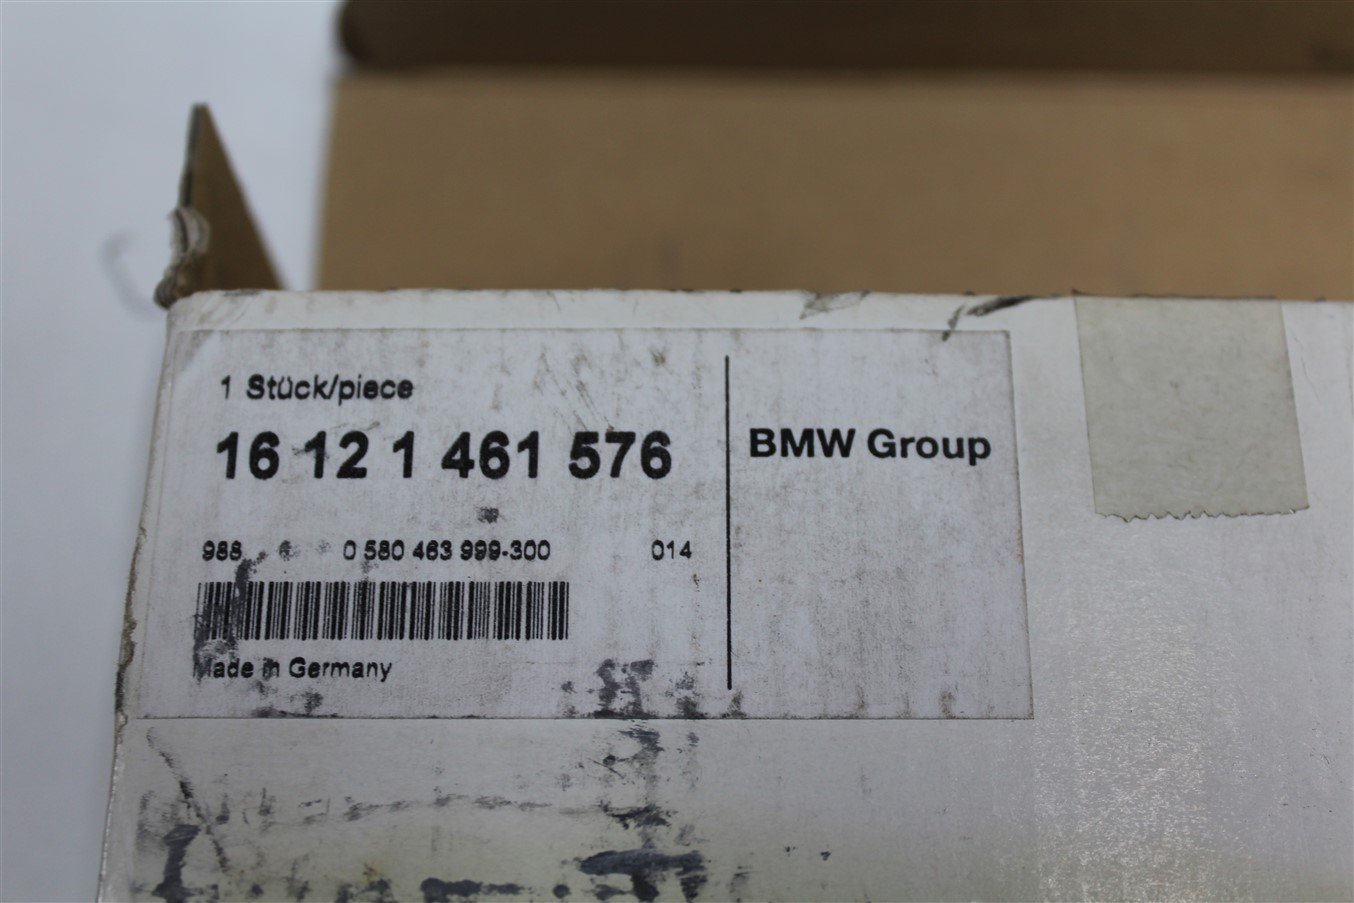 1 Stück/piece
16 12 1 461 576
BMW Group
988 0 580 463 999-300 014
Made in Germany